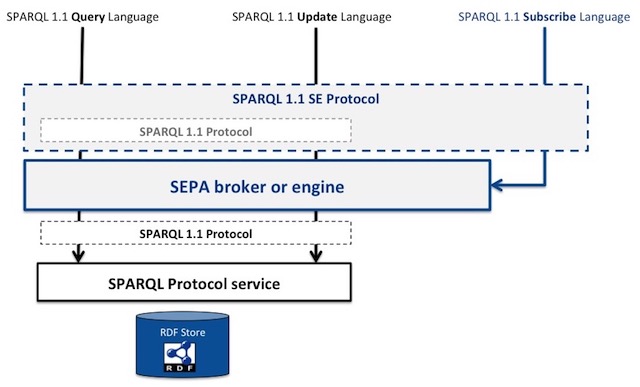 SPARQL 1.1 Query Language
SPARQL 1.1 Update Language
SPARQL 1.1 Subscribe Language
SPARQL 1.1 SE Protocol
SPARQL 1.1 Protocol
SEPA broker or engine
SPARQL 1.1 Protocol
SPARQL Protocol service
RDF Store
RDF